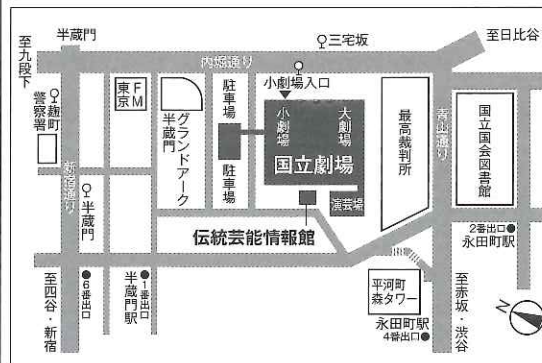 半蔵門
至九段下
内堀通り
三宅坂
至日比谷
麹町警察署
FM東京
グランドアーク半蔵門
駐車場
駐車場
小劇場入口
小劇場
大劇場
国立劇場
演芸場
最高裁判所
青山通り
国立国会図書館
新宿通り
半蔵門
伝統芸能情報館
2番出口
永田町駅
6番出口
1番出口
半蔵門駅
至四谷・新宿
平河町
森タワー
永田町駅
4番出口
至赤坂・渋谷
N